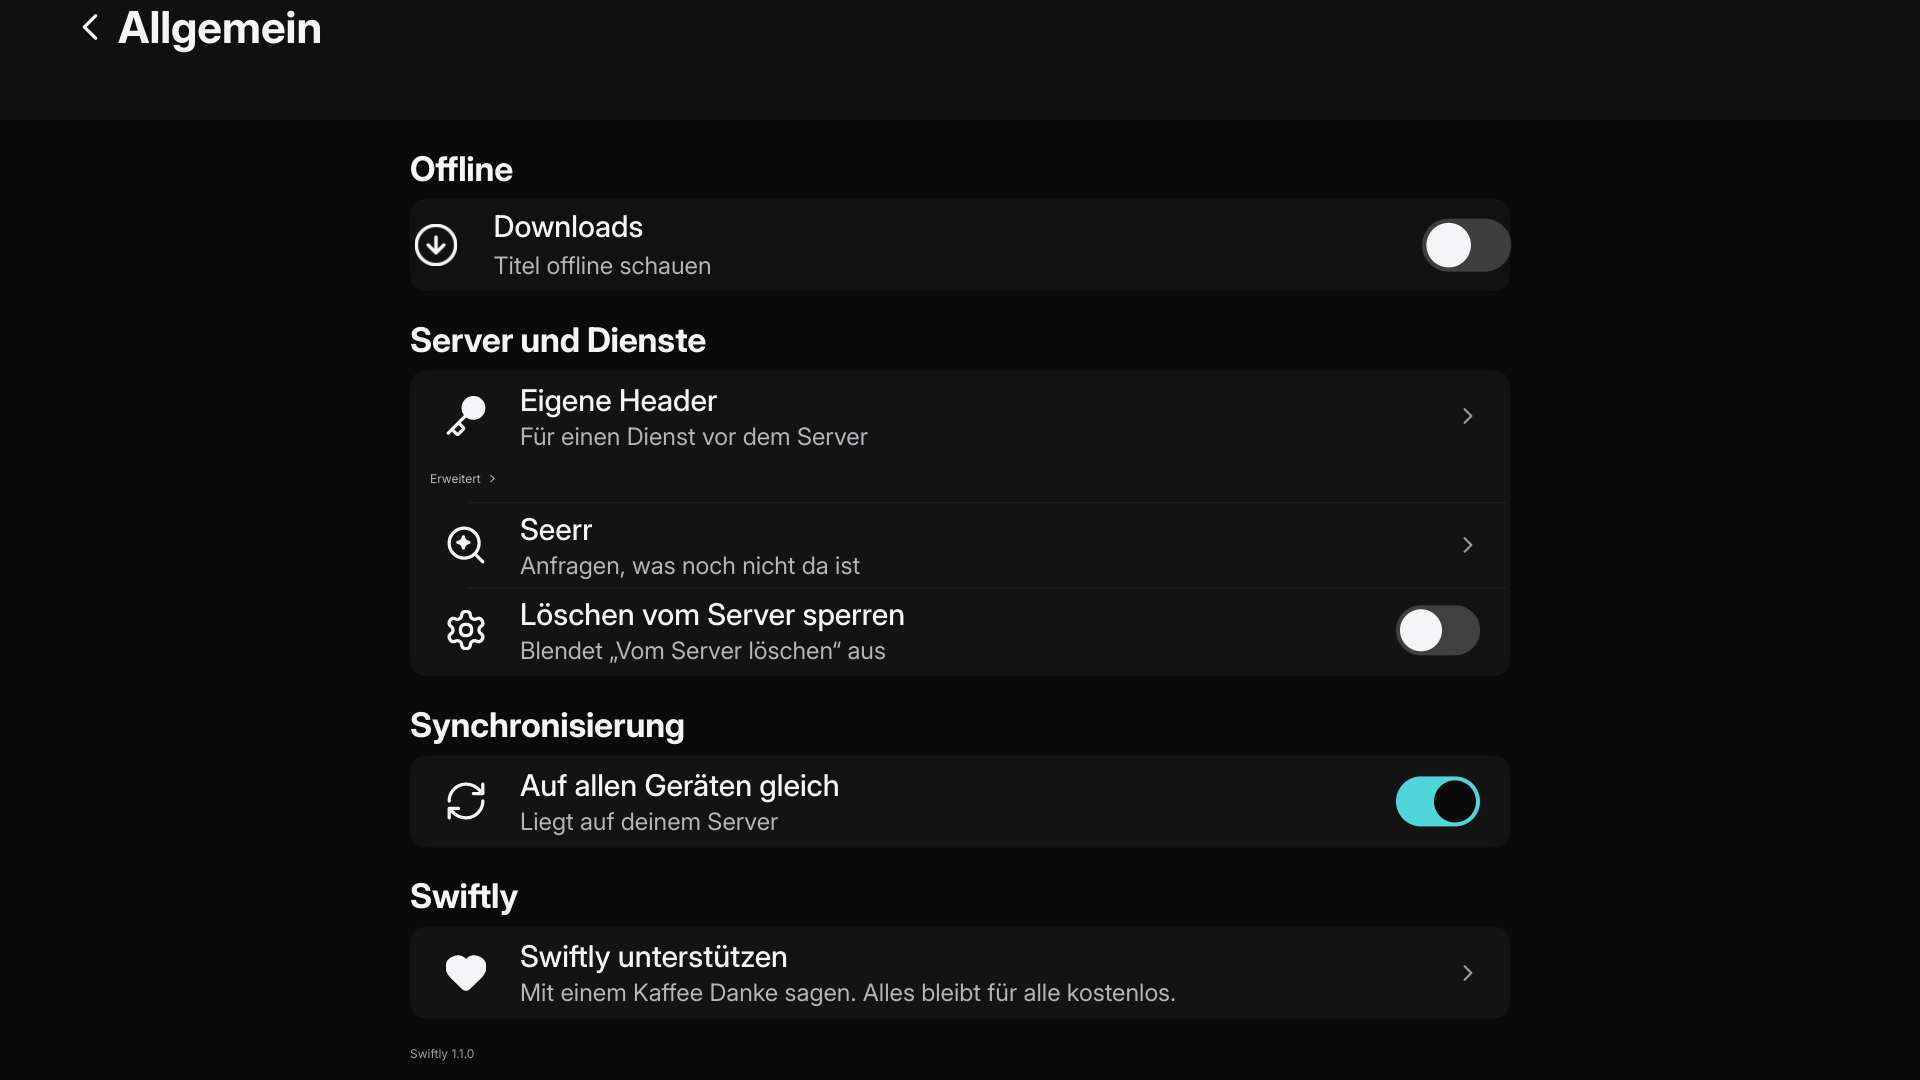 Allgemein
Offline
Downloads
Titel offline schauen
Server und Dienste
Eigene Header
Für einen Dienst vor dem Server
Erweitert
Seerr
Anfragen, was noch nicht da ist
Löschen vom Server sperren
Blendet „Vom Server löschen“ aus
Synchronisierung
Auf allen Geräten gleich
Liegt auf deinem Server
Swiftly
Swiftly unterstützen
Mit einem Kaffee Danke sagen. Alles bleibt für alle kostenlos.
Swiftly 1.1.0